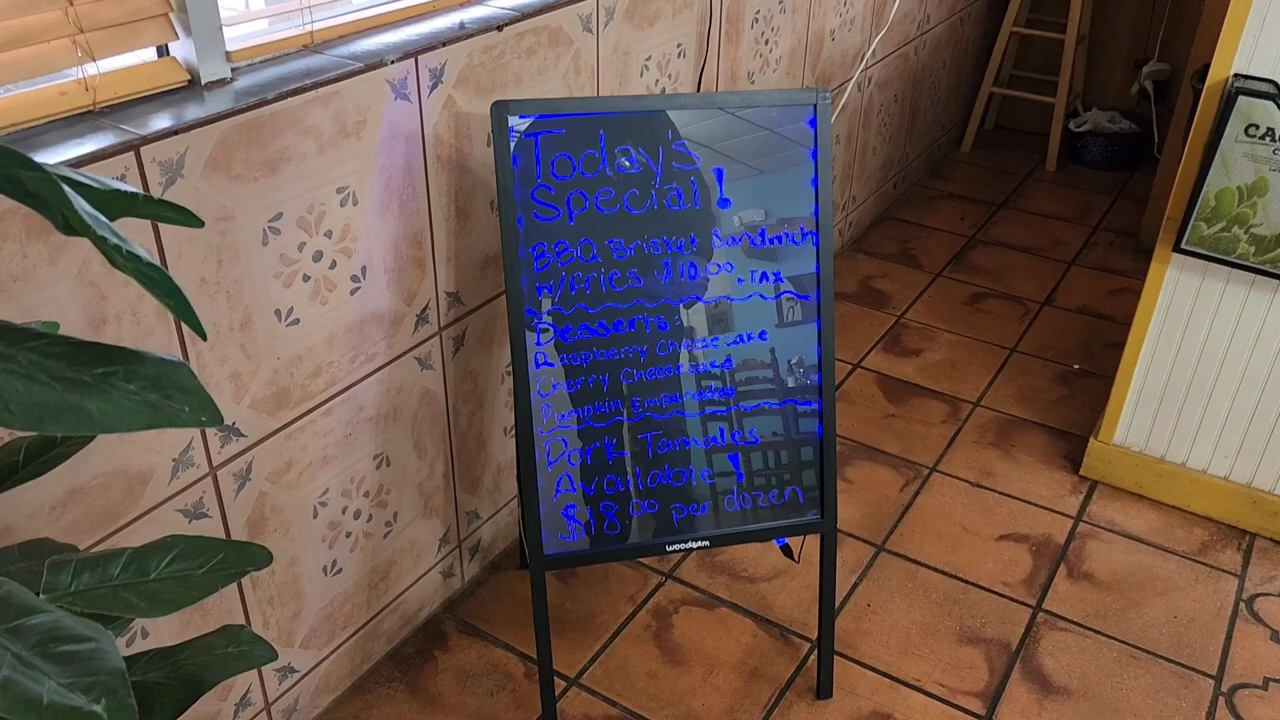 Today's
Special!
BBQ Brisket Sandwich
w/Fries $10.00 + TAX
Desserts:
Raspberry Cheesecake
Cherry Cheesecake
Pumpkin Empanadas
Pork Tamales
Available!
$18.00 per dozen
woodsam